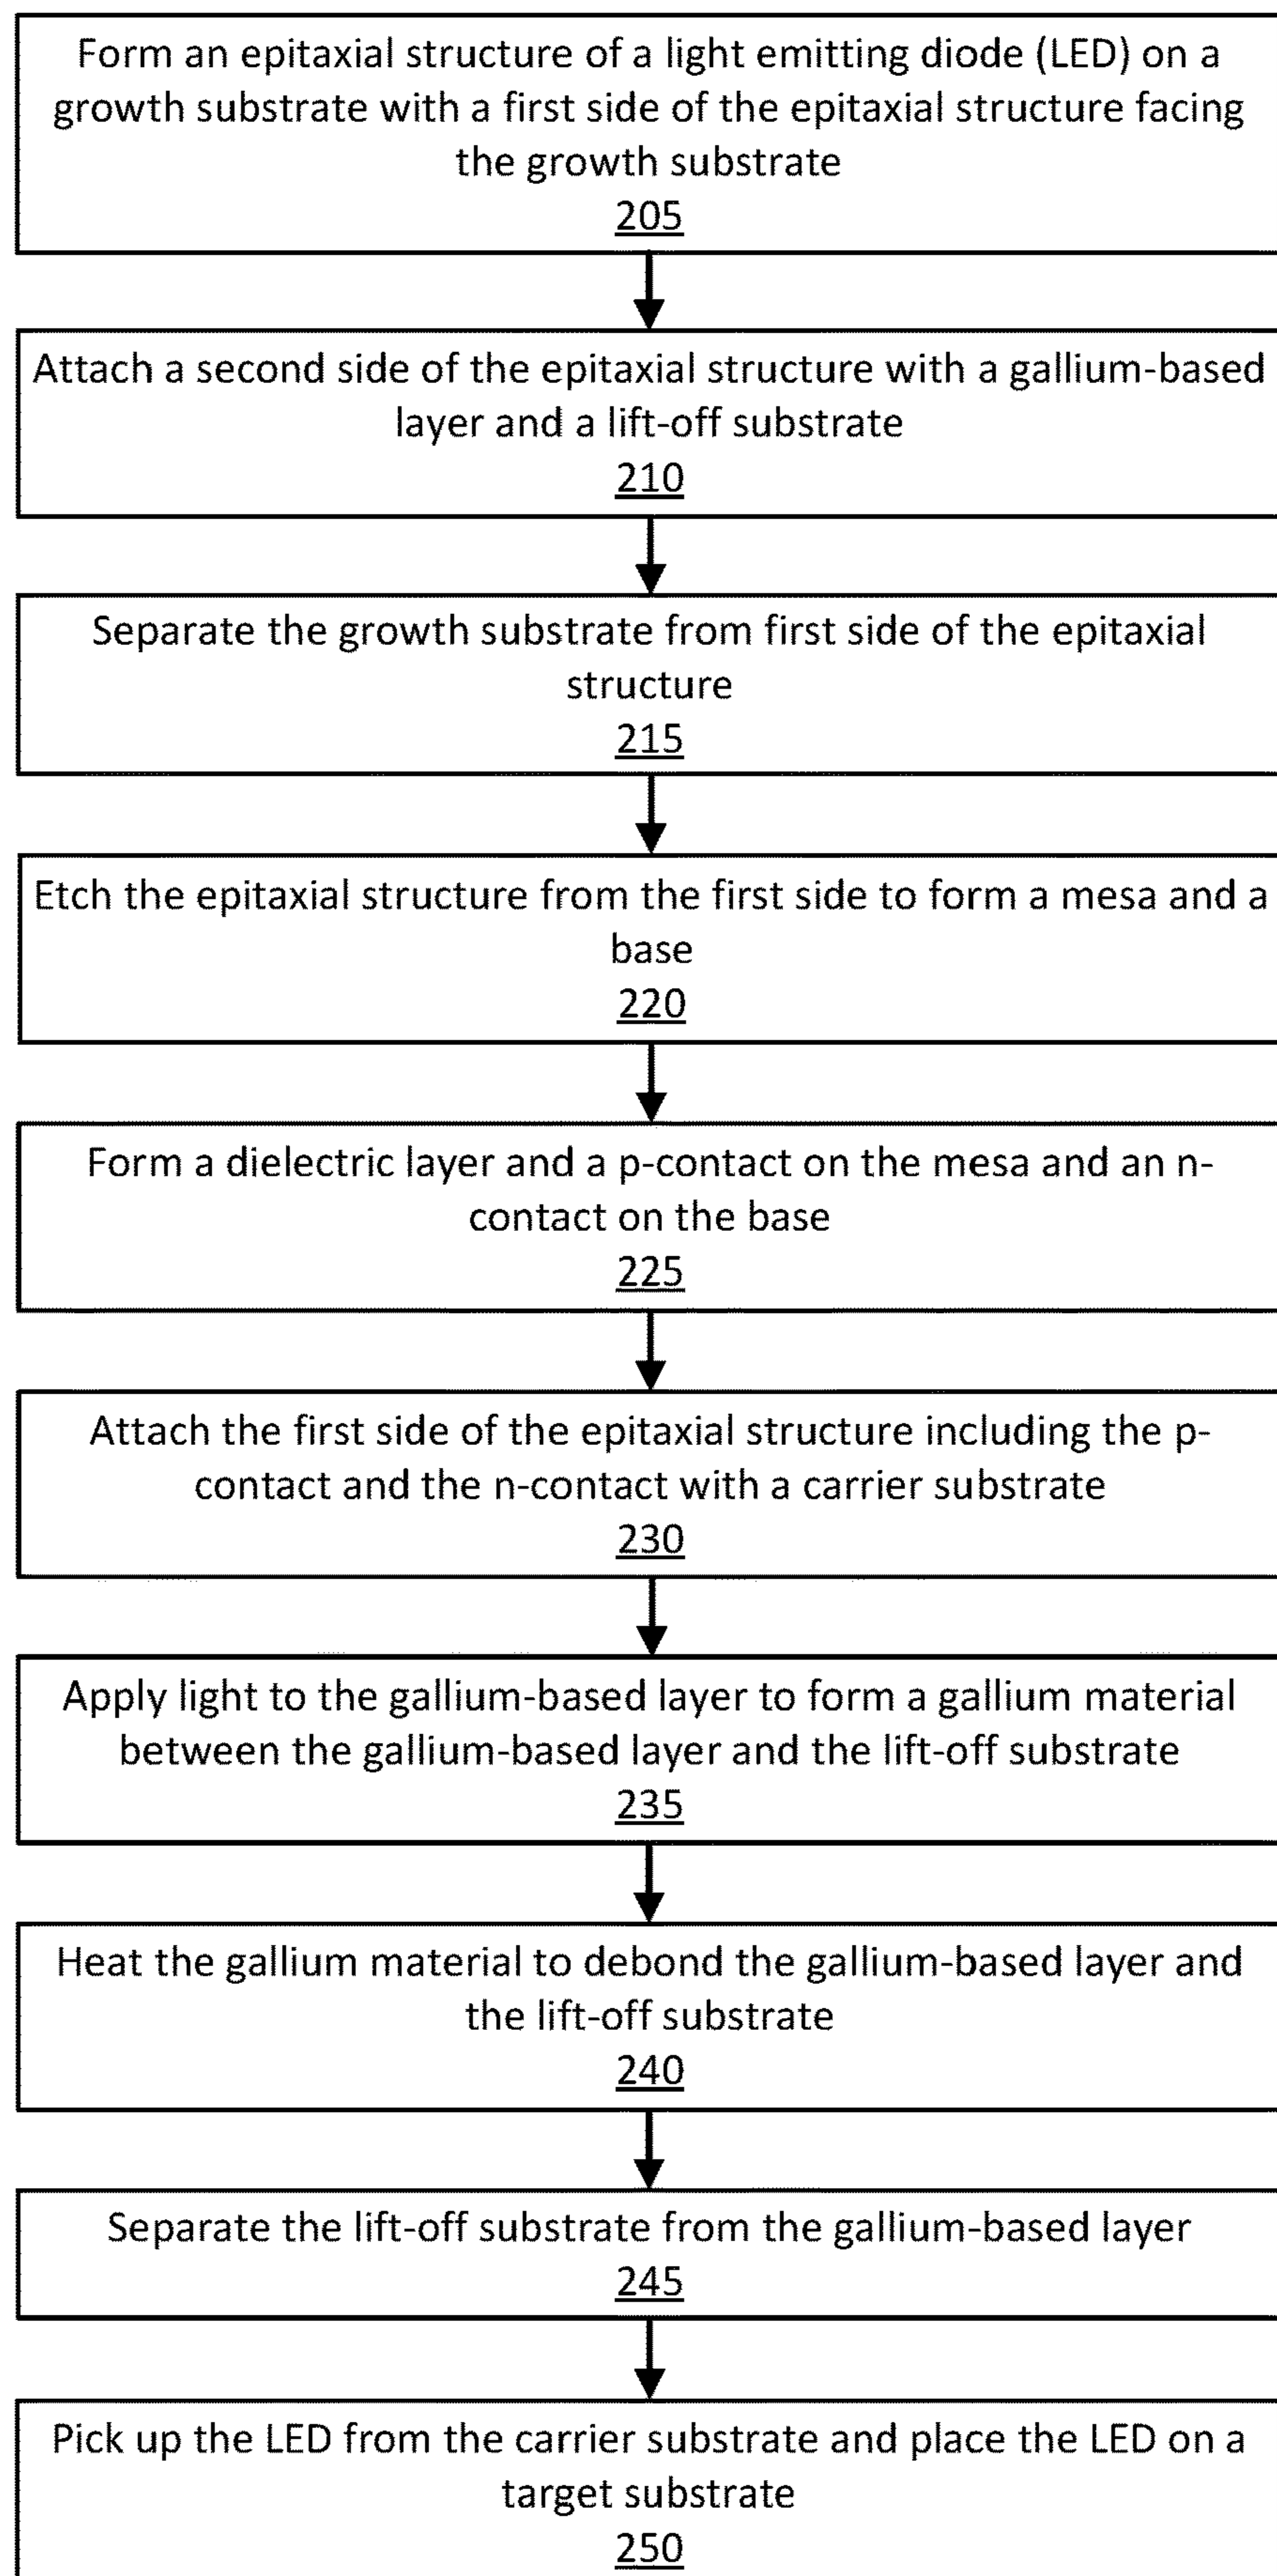 Form an epitaxial structure of a light emitting diode (LED) on a
growth substrate with a first side of the epitaxial structure facing
the growth substrate
205
Attach a second side of the epitaxial structure with a gallium-based
layer and a lift-off substrate
210
Separate the growth substrate from first side of the epitaxial
structure
215
Etch the epitaxial structure from the first side to form a mesa and a
base
220
Form a dielectric layer and a p-contact on the mesa and an n-
contact on the base
225
Attach the first side of the epitaxial structure including the p-
contact and the n-contact with a carrier substrate
230
Apply light to the gallium-based layer to form a gallium material
between the gallium-based layer and the lift-off substrate
235
Heat the gallium material to debond the gallium-based layer and
the lift-off substrate
240
Separate the lift-off substrate from the gallium-based layer
245
Pick up the LED from the carrier substrate and place the LED on a
target substrate
250